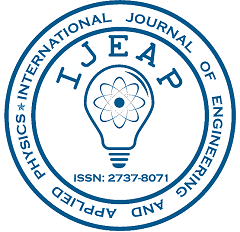 INTERNATIONAL JOURNAL OF ENGINEERING AND APPLIED PHYSICS
IJEAP
ISSN: 2737-8071